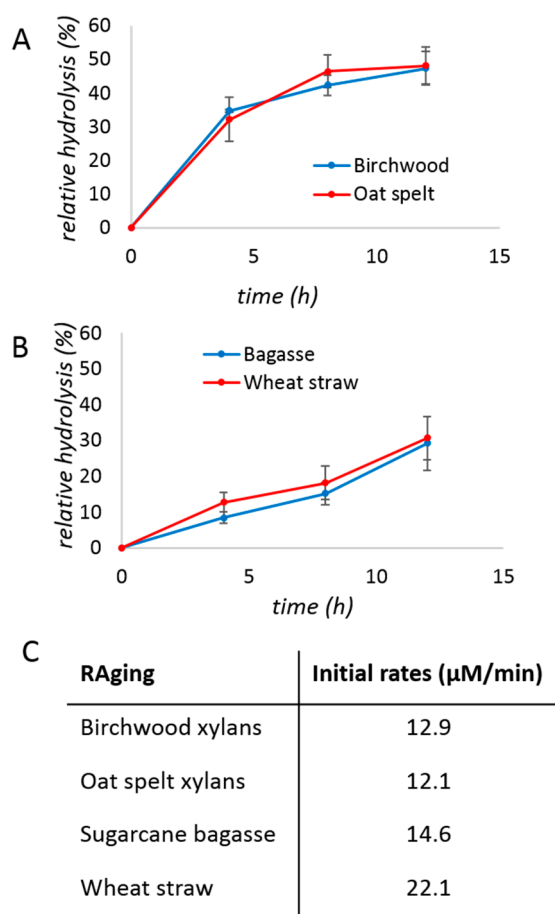 A
relative hydrolysis (%)
60
50
40
30
20
10
0
Birchwood
Oat spelt
0 5 10 15
time (h)
B
relative hydrolysis (%)
60
50
40
30
20
10
0
Bagasse
Wheat straw
0 5 10 15
time (h)
C
RAging Initial rates (µM/min)
Birchwood xylans 12.9
Oat spelt xylans 12.1
Sugarcane bagasse 14.6
Wheat straw 22.1